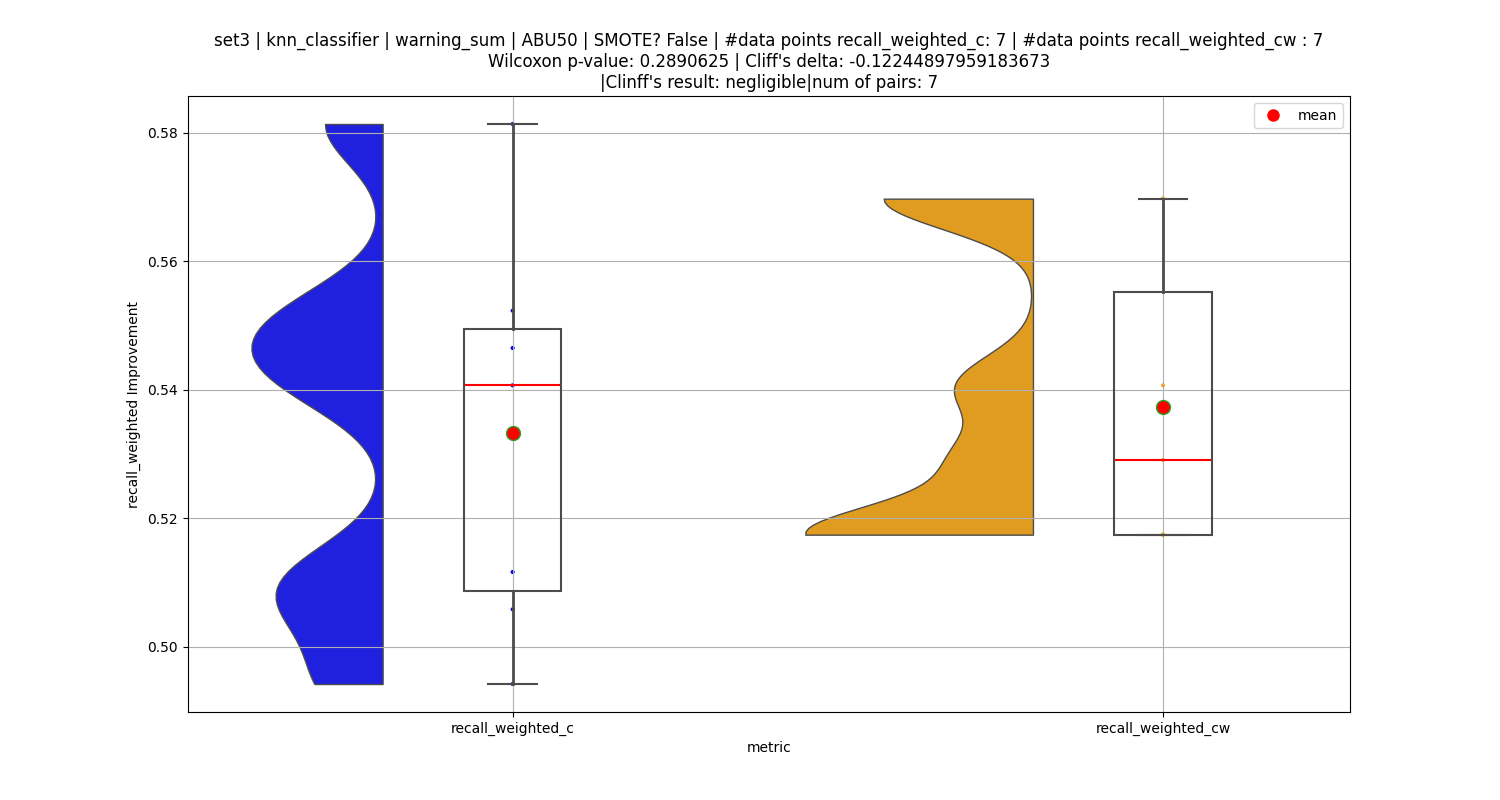 set3 | knn_classifier | warning_sum | ABU50 | SMOTE? False | #data points recall_weighted_c: 7 | #data points recall_weighted_cw : 7
Wilcoxon p-value: 0.2890625 | Cliff's delta: -0.12244897959183673
|Clinff's result: negligible|num of pairs: 7
mean
0.58
0.56
0.54
0.52
0.50
recall_weighted Improvement
recall_weighted_c
recall_weighted_cw
metric